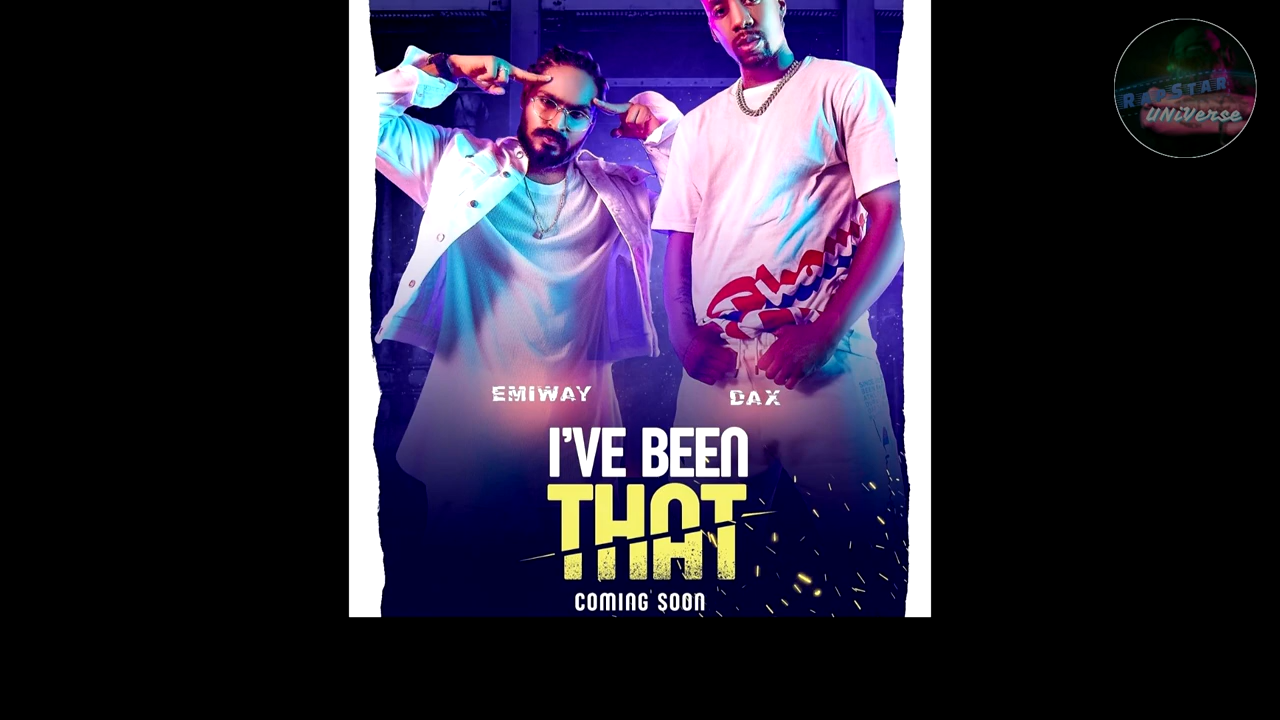 RAPSTAR
UNiVerse
EMIWAY
DAX
I'VE BEEN
THAT
COMING SOON